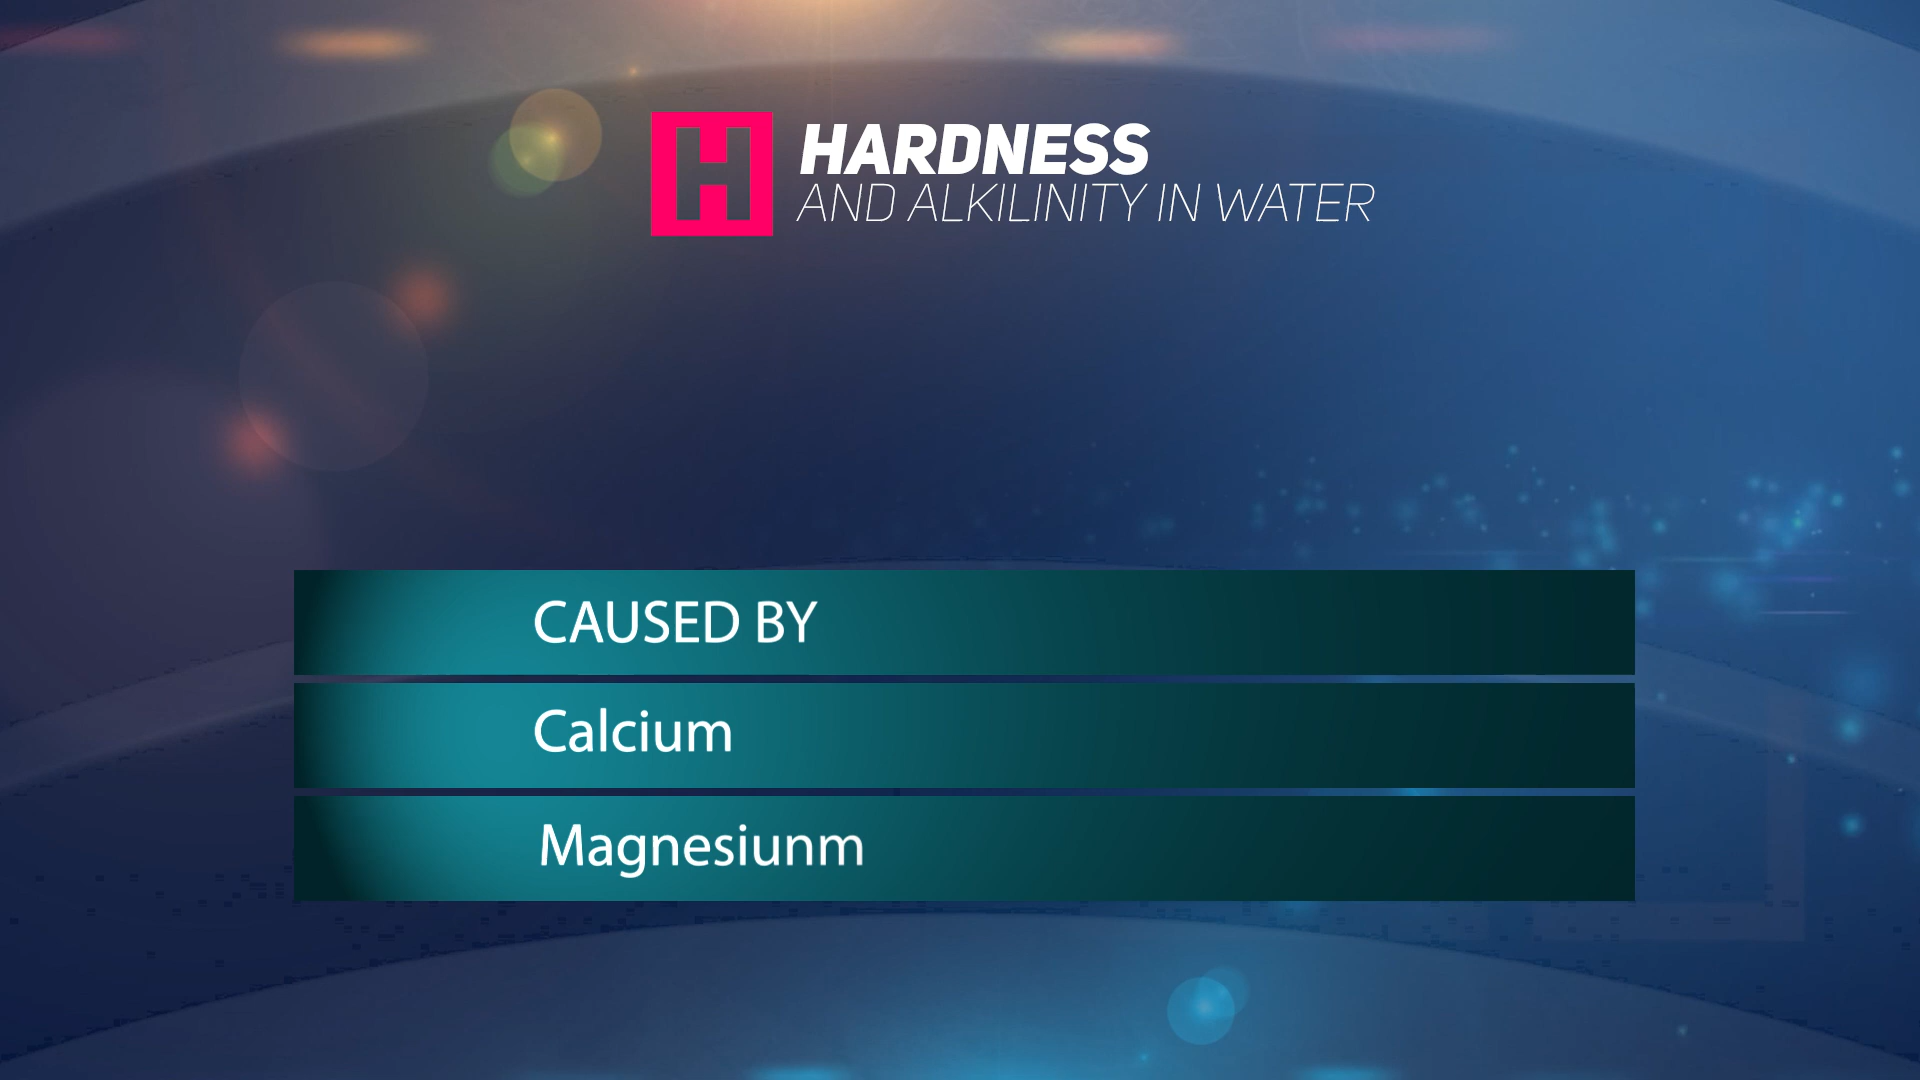 H
HARDNESS
AND ALKILINITY IN WATER
CAUSED BY
Calcium
Magnesiunm